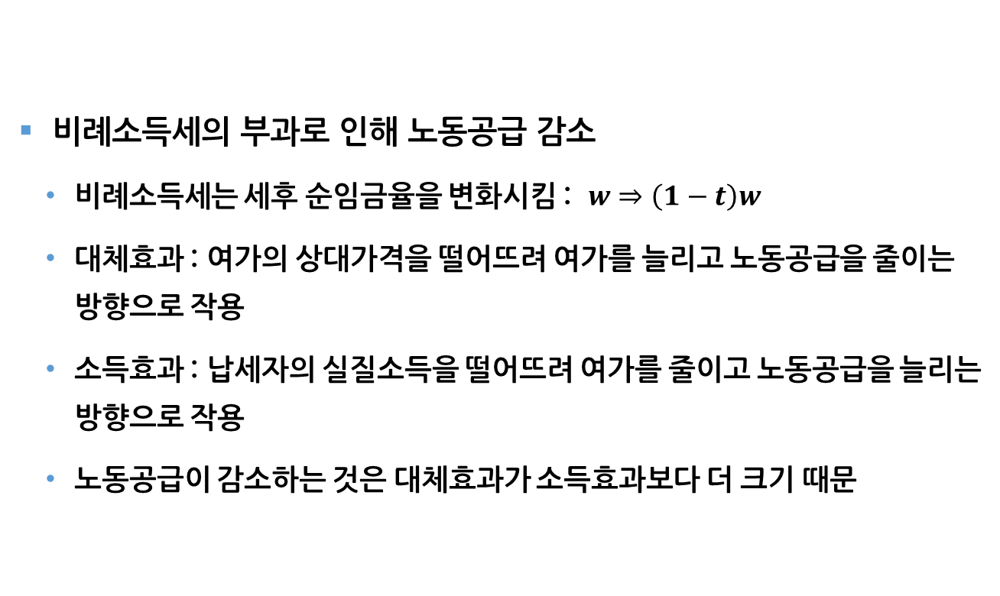 ▪ 비례소득세의 부과로 인해 노동공급 감소
• 비례소득세는 세후 순임금율을 변화시킴 : w ⇒ (1 − t)w
• 대체효과 : 여가의 상대가격을 떨어뜨려 여가를 늘리고 노동공급을 줄이는
방향으로 작용
• 소득효과 : 납세자의 실질소득을 떨어뜨려 여가를 줄이고 노동공급을 늘리는
방향으로 작용
• 노동공급이 감소하는 것은 대체효과가 소득효과보다 더 크기 때문